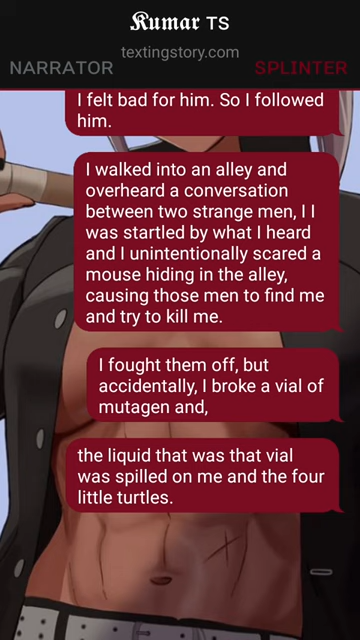 𝕶𝖚𝖒𝖆𝖗 TS
textingstory.com
NARRATOR
SPLINTER
I felt bad for him. So I followed
him.
I walked into an alley and
overheard a conversation
between two strange men, I I
was startled by what I heard
and I unintentionally scared a
mouse hiding in the alley,
causing those men to find me
and try to kill me.
I fought them off, but
accidentally, I broke a vial of
mutagen and,
the liquid that was that vial
was spilled on me and the four
little turtles.